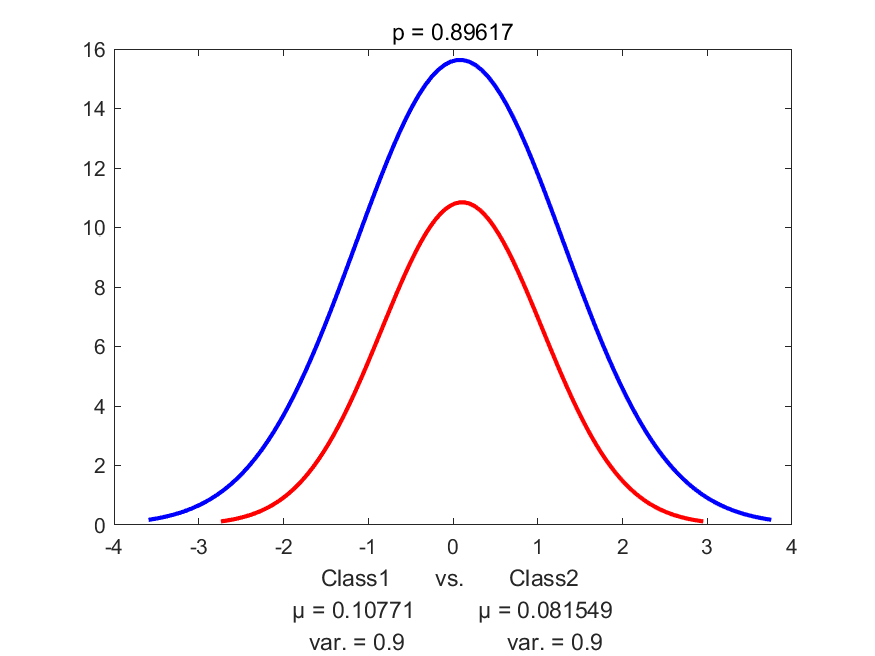 p = 0.89617
16
14
12
10
8
6
4
2
0
-4 -3 -2 -1 0 1 2 3 4
Class1 vs. Class2
μ = 0.10771 μ = 0.081549
var. = 0.9 var. = 0.9